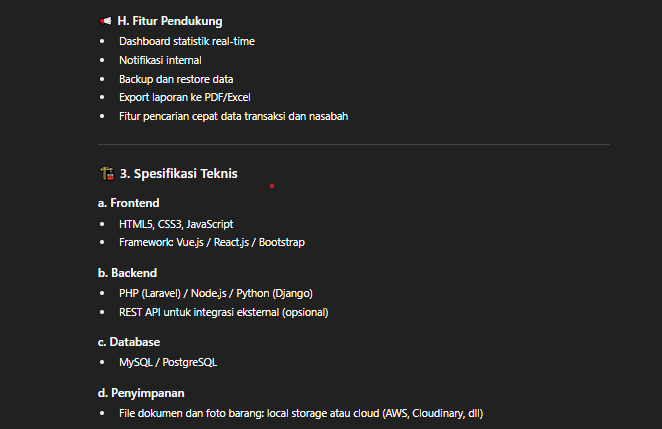 H. Fitur Pendukung
• Dashboard statistik real-time
• Notifikasi internal
• Backup dan restore data
• Export laporan ke PDF/Excel
• Fitur pencarian cepat data transaksi dan nasabah
3. Spesifikasi Teknis
a. Frontend
• HTML5, CSS3, JavaScript
• Framework: Vue.js / React.js / Bootstrap
b. Backend
• PHP (Laravel) / Node.js / Python (Django)
• REST API untuk integrasi eksternal (opsional)
c. Database
• MySQL / PostgreSQL
d. Penyimpanan
• File dokumen dan foto barang: local storage atau cloud (AWS, Cloudinary, dll)